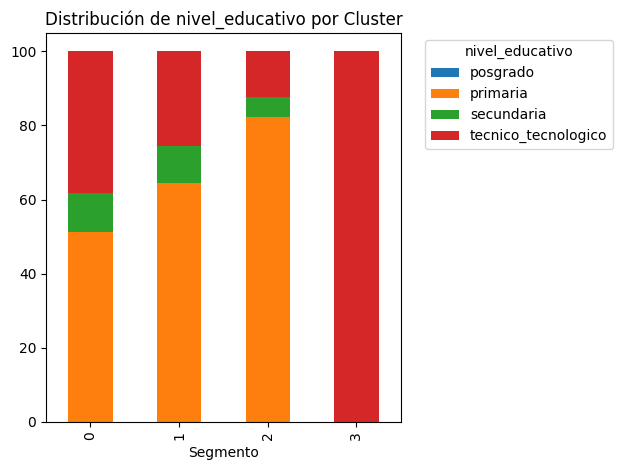 Distribución de nivel_educativo por Cluster
100
80
60
40
20
0
0
1
2
3
Segmento
nivel_educativo
posgrado
primaria
secundaria
tecnico_tecnologico